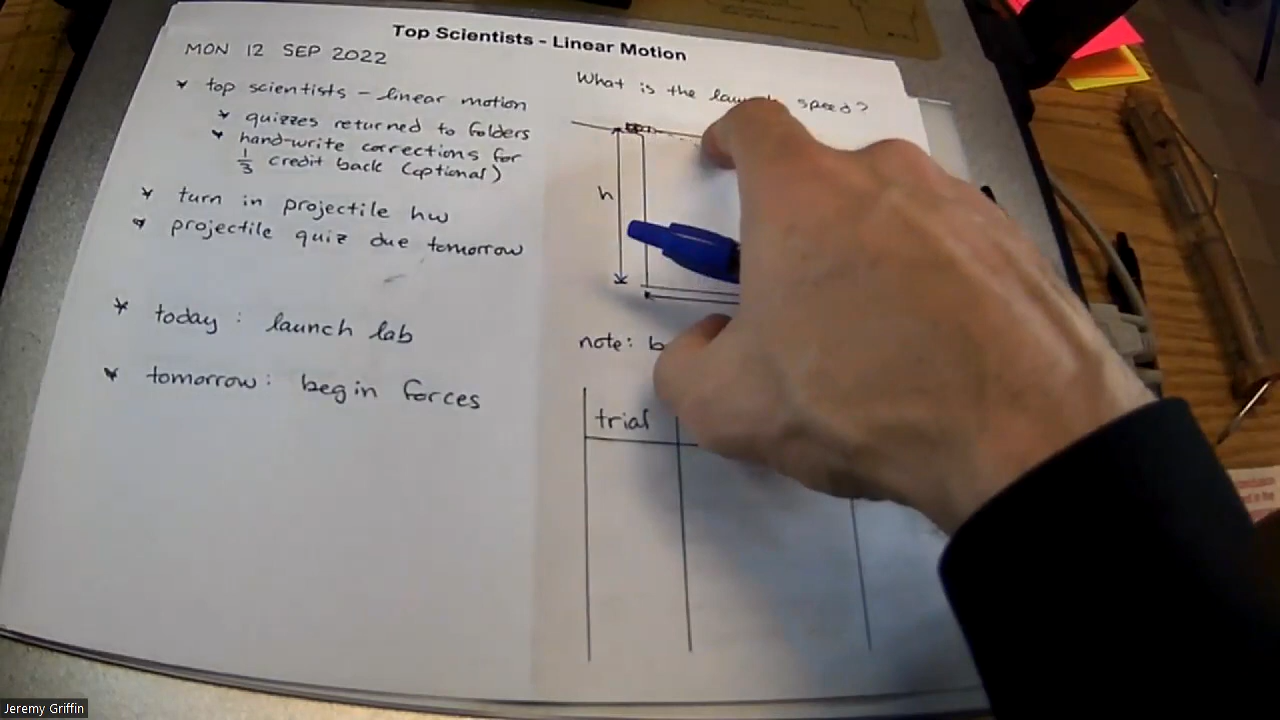 Top Scientists - Linear Motion
MON 12 SEP 2022
* top scientists - linear motion
* quizzes returned to folders
* hand-write corrections for
1/3 credit back (optional)
* turn in projectile hw
* projectile quiz due tomorrow
* today: launch lab
* tomorrow: begin forces
What is the speed?
h
note:
trial
Jeremy Griffin